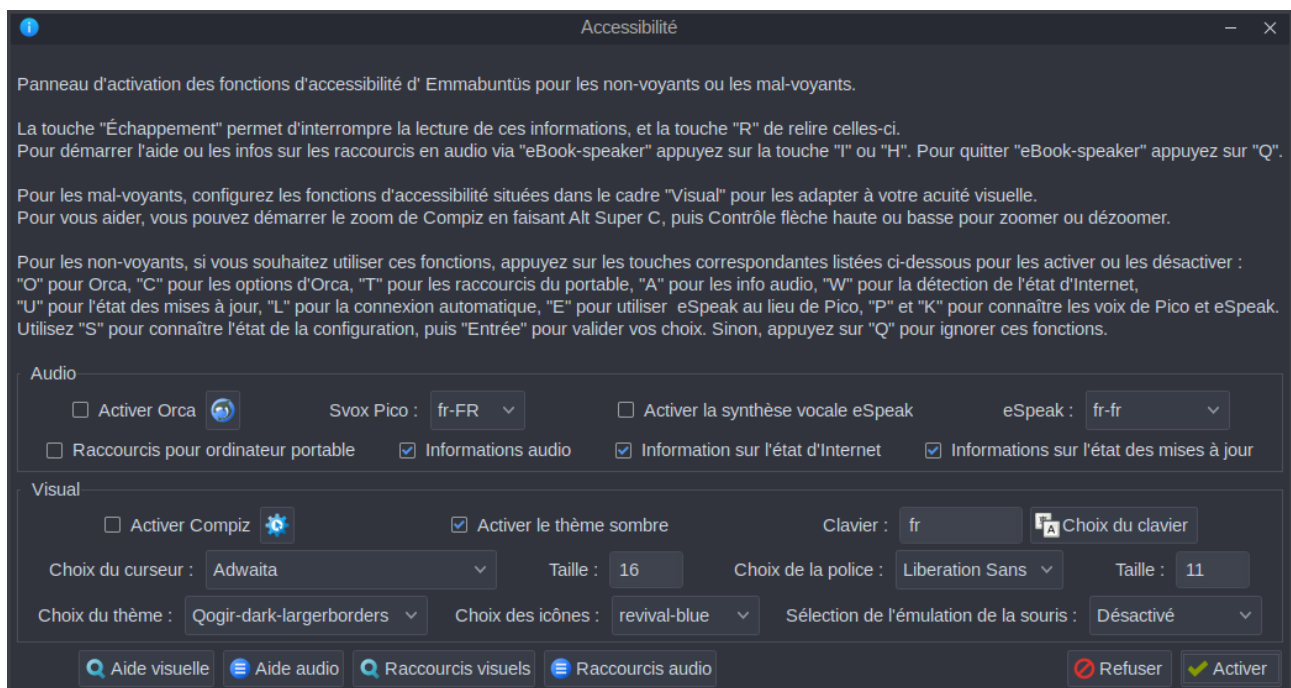 Accessibilité
Panneau d'activation des fonctions d'accessibilité d' Emmabuntüs pour les non-voyants ou les mal-voyants.
La touche "Échappement" permet d'interrompre la lecture de ces informations, et la touche "R" de relire celles-ci.
Pour démarrer l'aide ou les infos sur les raccourcis en audio via "eBook-speaker" appuyez sur la touche "I" ou "H". Pour quitter "eBook-speaker" appuyez sur "Q".
Pour les mal-voyants, configurez les fonctions d'accessibilité situées dans le cadre "Visual" pour les adapter à votre acuité visuelle.
Pour vous aider, vous pouvez démarrer le zoom de Compiz en faisant Alt Super C, puis Contrôle flèche haute ou basse pour zoomer ou dézoomer.
Pour les non-voyants, si vous souhaitez utiliser ces fonctions, appuyez sur les touches correspondantes listées ci-dessous pour les activer ou les désactiver :
"O" pour Orca, "C" pour les options d'Orca, "T" pour les raccourcis du portable, "A" pour les info audio, "W" pour la détection de l'état d'Internet,
"U" pour l'état des mises à jour, "L" pour la connexion automatique, "E" pour utiliser eSpeak au lieu de Pico, "P" et "K" pour connaître les voix de Pico et eSpeak.
Utilisez "S" pour connaître l'état de la configuration, puis "Entrée" pour valider vos choix. Sinon, appuyez sur "Q" pour ignorer ces fonctions.
Audio
Activer Orca Svox Pico : fr-FR Activer la synthèse vocale eSpeak eSpeak : fr-fr
Raccourcis pour ordinateur portable Informations audio Information sur l'état d'Internet Informations sur l'état des mises à jour
Visual
Activer Compiz Activer le thème sombre Clavier : fr Choix du clavier
Choix du curseur : Adwaita Taille : 16 Choix de la police : Liberation Sans Taille : 11
Choix du thème : Qogir-dark-largerborders Choix des icônes : revival-blue Sélection de l'émulation de la souris : Désactivé
Aide visuelle Aide audio Raccourcis visuels Raccourcis audio Refuser Activer